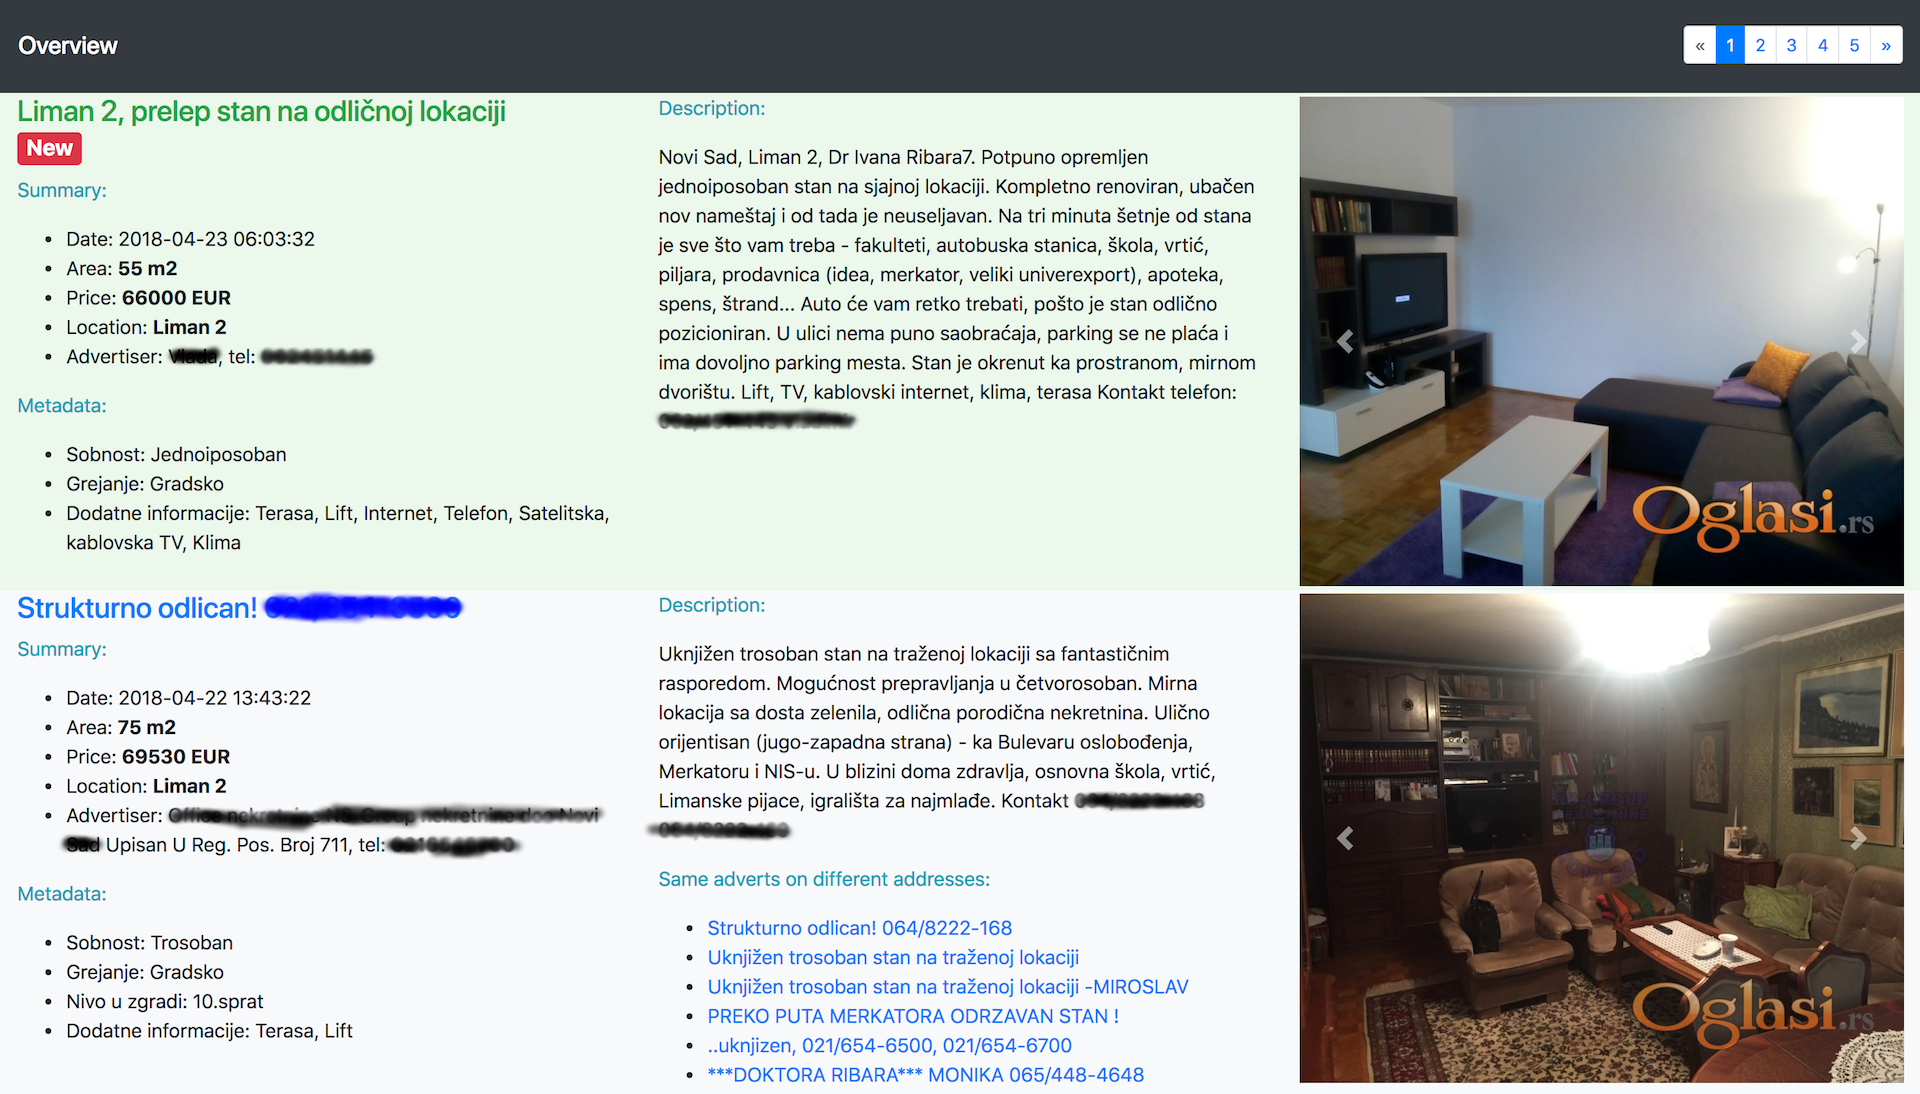 Overview
« 1 2 3 4 5 »
Liman 2, prelep stan na odličnoj lokaciji
New
Summary:
Date: 2018-04-23 06:03:32
Area: 55 m2
Price: 66000 EUR
Location: Liman 2
Advertiser: , tel:
Metadata:
Sobnost: Jednoiposoban
Grejanje: Gradsko
Dodatne informacije: Terasa, Lift, Internet, Telefon, Satelitska,
kablovska TV, Klima
Description:
Novi Sad, Liman 2, Dr Ivana Ribara7. Potpuno opremljen
jednoiposoban stan na sjajnoj lokaciji. Kompletno renoviran, ubačen
nov nameštaj i od tada je neuseljavan. Na tri minuta šetnje od stana
je sve što vam treba - fakulteti, autobuska stanica, škola, vrtić,
piljara, prodavnica (idea, merkator, veliki univerexport), apoteka,
spens, štrand... Auto će vam retko trebati, pošto je stan odlično
pozicioniran. U ulici nema puno saobraćaja, parking se ne plaća i
ima dovoljno parking mesta. Stan je okrenut ka prostranom, mirnom
dvorištu. Lift, TV, kablovski internet, klima, terasa Kontakt telefon:
Oglasi.rs
Strukturno odlican!
Summary:
Date: 2018-04-22 13:43:22
Area: 75 m2
Price: 69530 EUR
Location: Liman 2
Advertiser:
Upisan U Reg. Pos. Broj 711, tel:
Metadata:
Sobnost: Trosoban
Grejanje: Gradsko
Nivo u zgradi: 10.sprat
Dodatne informacije: Terasa, Lift
Description:
Uknjižen trosoban stan na traženoj lokaciji sa fantastičnim
rasporedom. Mogućnost prepravljanja u četvorosoban. Mirna
lokacija sa dosta zelenila, odlična porodična nekretnina. Ulično
orijentisan (jugo-zapadna strana) - ka Bulevaru oslobođenja,
Merkatoru i NIS-u. U blizini doma zdravlja, osnovna škola, vrtić,
Limanske pijace, igrališta za najmlađe. Kontakt
Same adverts on different addresses:
Strukturno odlican! 064/8222-168
Uknjižen trosoban stan na traženoj lokaciji
Uknjižen trosoban stan na traženoj lokaciji -MIROSLAV
PREKO PUTA MERKATORA ODRZAVAN STAN !
..uknjizen, 021/654-6500, 021/654-6700
***DOKTORA RIBARA*** MONIKA 065/448-4648
Oglasi.rs